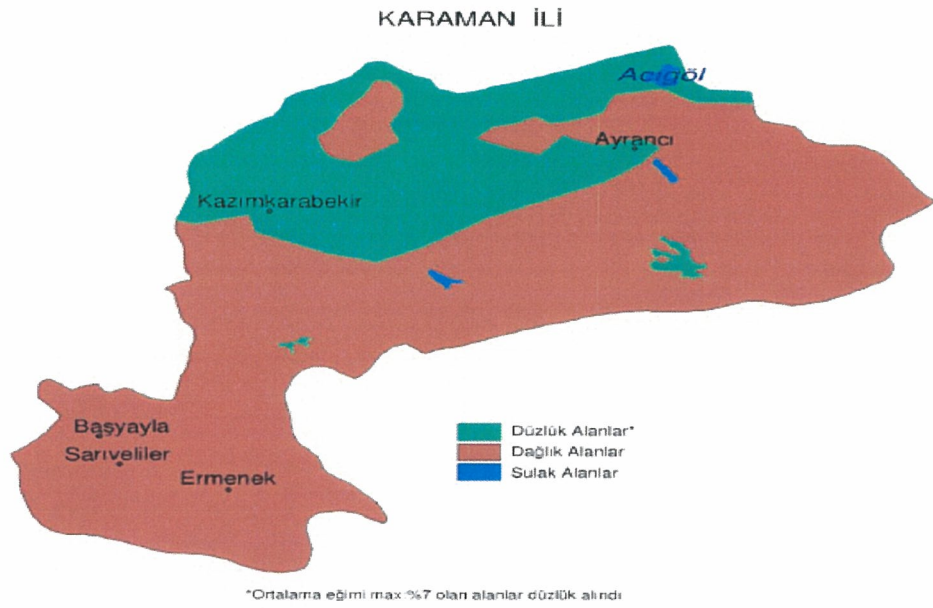 KARAMAN İLİ
Acıgöl
Ayrancı
Kazımkarabekir
Başyayla
Sarıveliler
Ermenek
Düzlük Alanlar*
Dağlık Alanlar
Sulak Alanlar
*Ortalama eğimi max %7 olan alanlar düzlük alındı